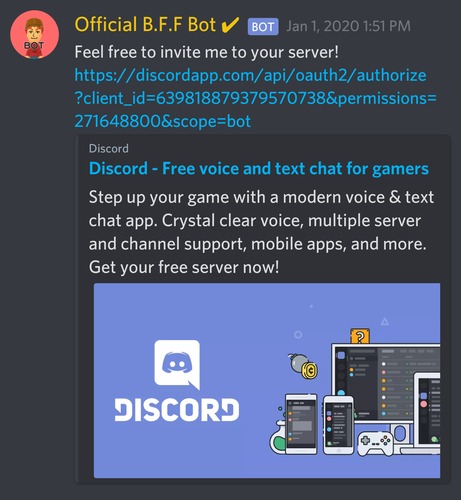 BOT
Official B.F.F Bot ✔ BOT Jan 1, 2020 1:51 PM
Feel free to invite me to your server!
https://discordapp.com/api/oauth2/authorize
?client_id=639818879379570738&permissions=
271648800&scope=bot
Discord
Discord - Free voice and text chat for gamers
Step up your game with a modern voice & text
chat app. Crystal clear voice, multiple server
and channel support, mobile apps, and more.
Get your free server now!
?
DISCORD